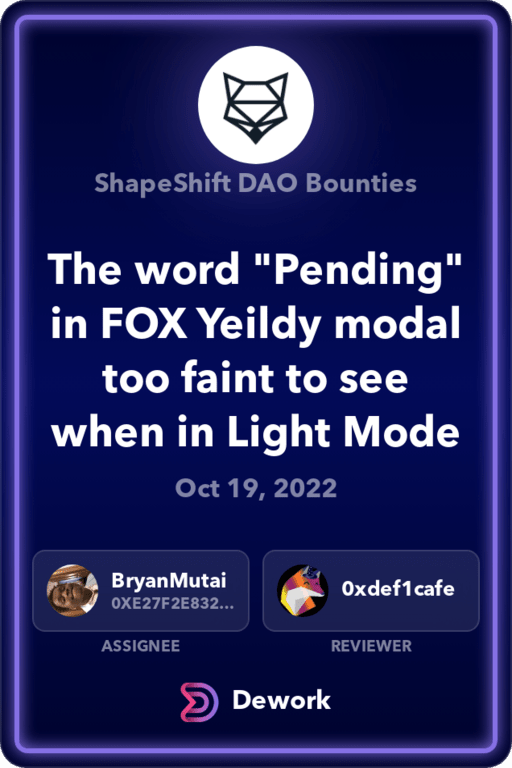 ShapeShift DAO Bounties
The word "Pending"
in FOX Yeildy modal
too faint to see
when in Light Mode
Oct 19, 2022
BryanMutai
0XE27F2E832...
0xdef1cafe
ASSIGNEE
REVIEWER
Dework